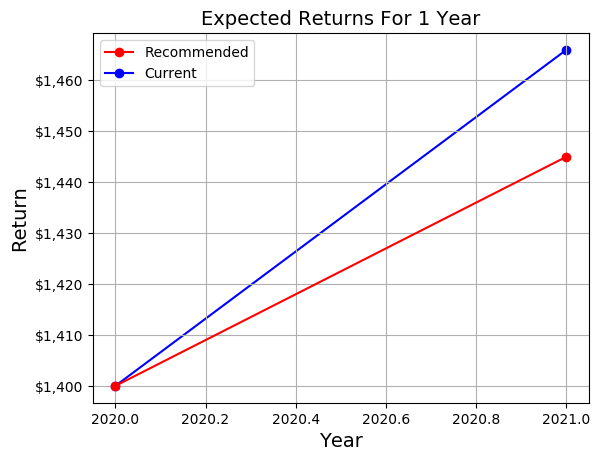 Expected Returns For 1 Year
Recommended
Current
$1,460
$1,450
$1,440
$1,430
$1,420
$1,410
$1,400
Return
2020.0 2020.2 2020.4 2020.6 2020.8 2021.0
Year